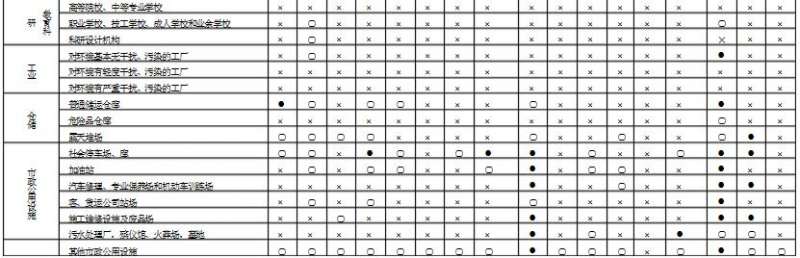 教育科
研
高等院校、中等专业学校 × × × × × × × × × × × × × × × × ×
职业学校、技工学校、成人学校和业余学校 × ○ × × × × × × × × × × × × ○ × ×
科研设计机构 × ○ × × × × × × × × × × × × × × ×
工业
对环境基本无干扰、污染的工厂 × ○ × × × × × × × × × × × × ● × ×
对环境有轻度干扰、污染的工厂 × × × × × × × × × × × × × × × × ×
对环境有严重干扰、污染的工厂 × × × × × × × × × × × × × × × × ×
仓储
普通储运仓库 ● ○ × ○ ○ × × × ○ × × × × × ● × ×
危险品仓库 × × × × × × × × × × × × × × ○ × ×
露天堆场 ○ ○ ○ ○ × × × × ○ × × ○ × × ○ ● ×
市政公用设施
社会停车场、库 ○ ○ × ● ○ × ○ ● ● × ○ × × ○ ● ● ×
加油站 × ○ × ○ ○ × × ○ ● × ○ ○ × × ● ● ×
汽车修理、专业保养场和机动车训练场 × × × × × × × × ● × × ○ × × ● ● ×
客、货运公司站场 × ○ × ○ × × × × ○ × × × × × ● × ×
施工维修设施及废品场 × × ○ × × × × × ● × × × × × ● ● ×
污水处理厂、殡仪馆、火葬场、墓地 × × × × × × × × ● × ○ × × ● ○ ○ ×
其他市政公用设施 ○ ○ ○ ○ ○ ○ ○ ○ ● ○ ○ ○ × ○ ● ○ ○